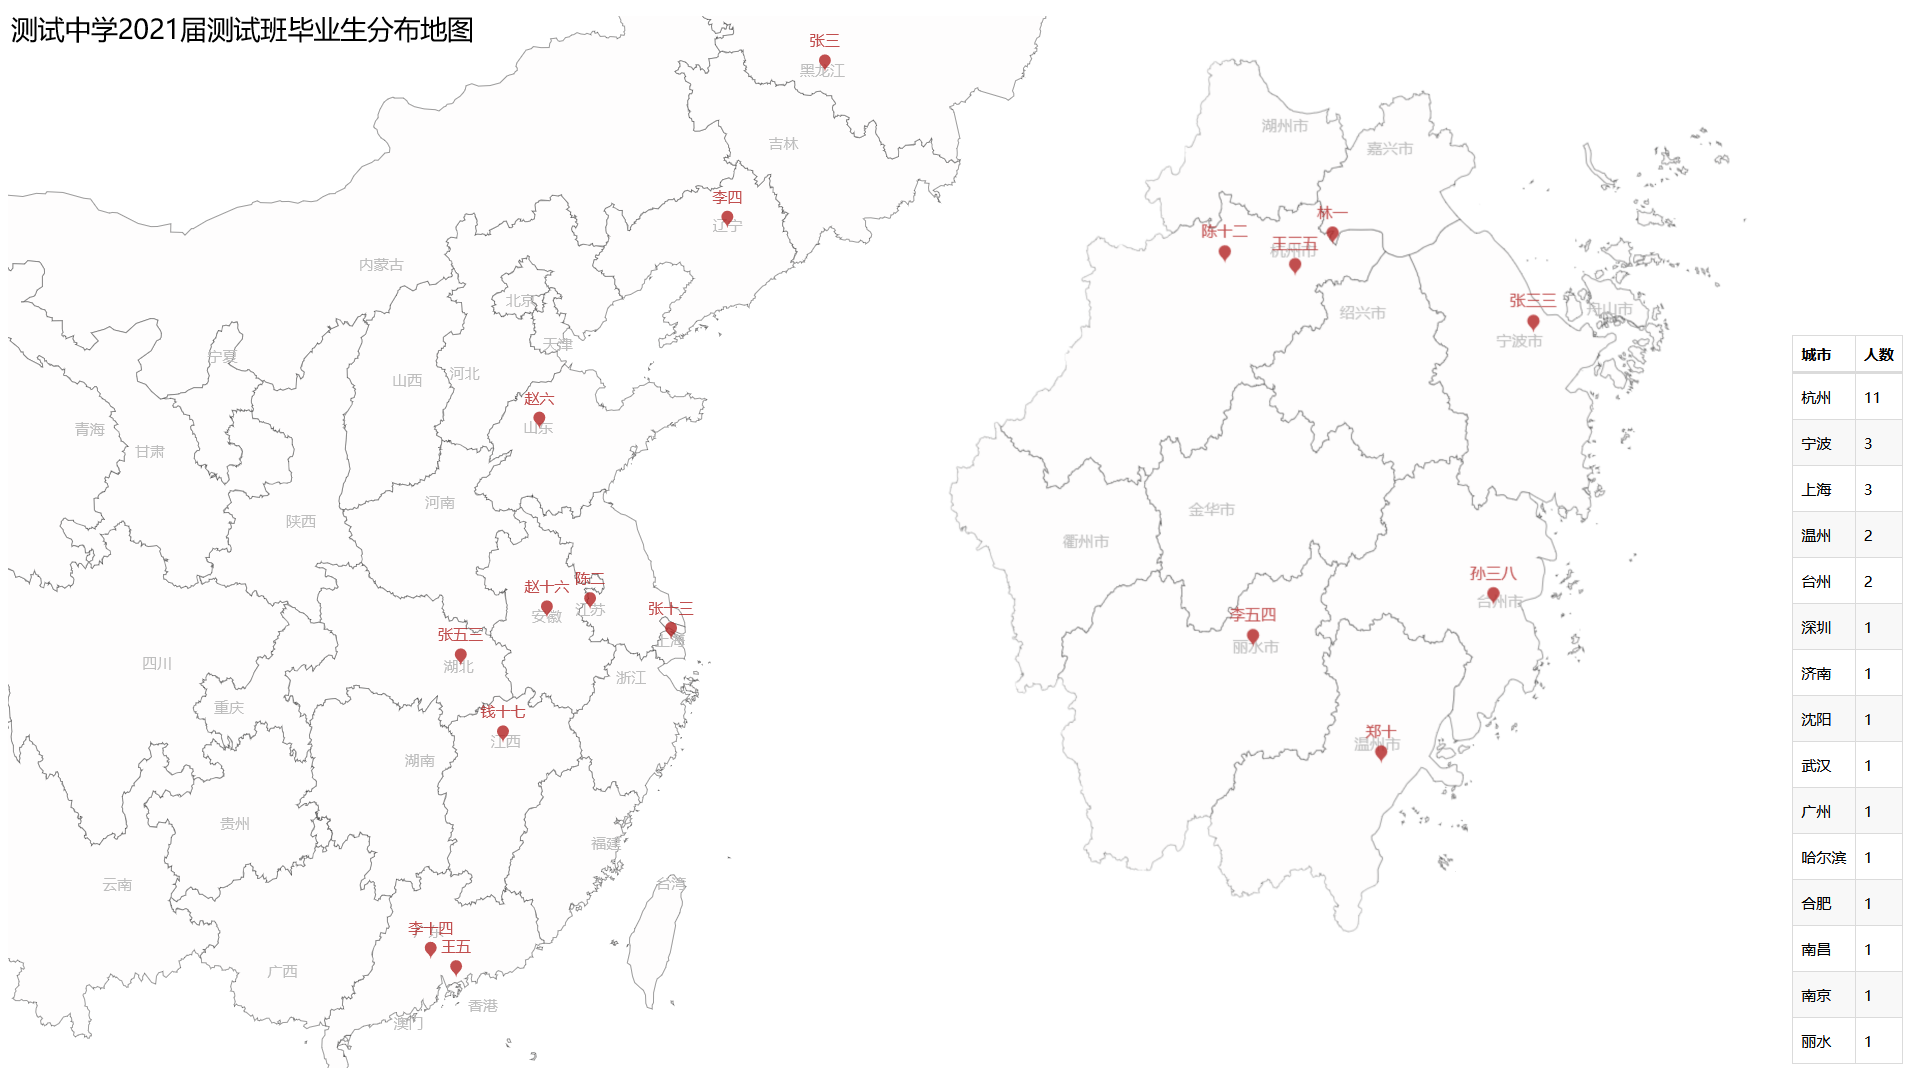 测试中学2021届测试班毕业生分布地图
张三
黑龙江
吉林
李四
辽宁
内蒙古
北京
天津
宁夏
山西
河北
赵六
山东
青海
甘肃
河南
陕西
赵十六
安徽
陈二
江苏
张十三
上海
张五三
湖北
四川
浙江
重庆
钱十七
江西
湖南
贵州
福建
云南
台湾
李十四
王五
广西
香港
澳门
湖州市
嘉兴市
林一
陈十二
王三五
杭州市
张三三
舟山市
绍兴市
宁波市
金华市
衢州市
孙三八
台州市
李五四
丽水市
郑十
温州市
城市 人数
杭州 11
宁波 3
上海 3
温州 2
台州 2
深圳 1
济南 1
沈阳 1
武汉 1
广州 1
哈尔滨 1
合肥 1
南昌 1
南京 1
丽水 1